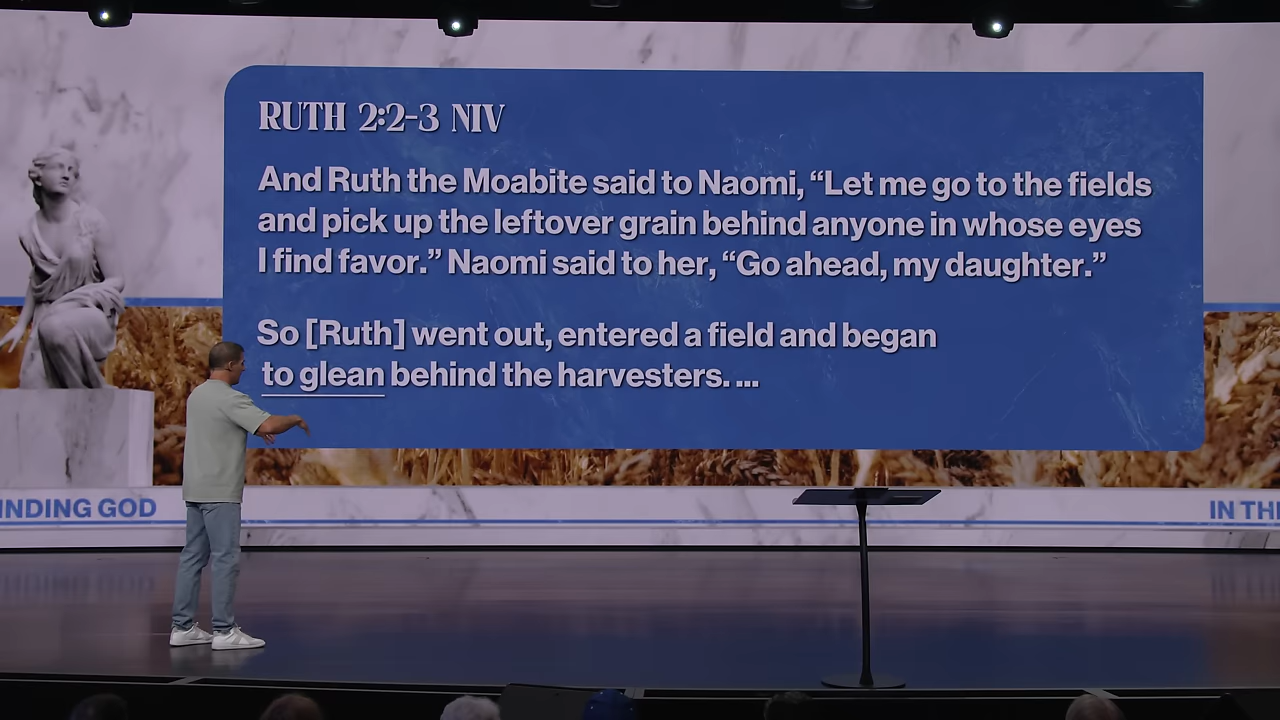 RUTH 2:2-3 NIV
And Ruth the Moabite said to Naomi, “Let me go to the fields
and pick up the leftover grain behind anyone in whose eyes
I find favor.” Naomi said to her, “Go ahead, my daughter.”
So [Ruth] went out, entered a field and began
to glean behind the harvesters. ...
INDING GOD
IN TH